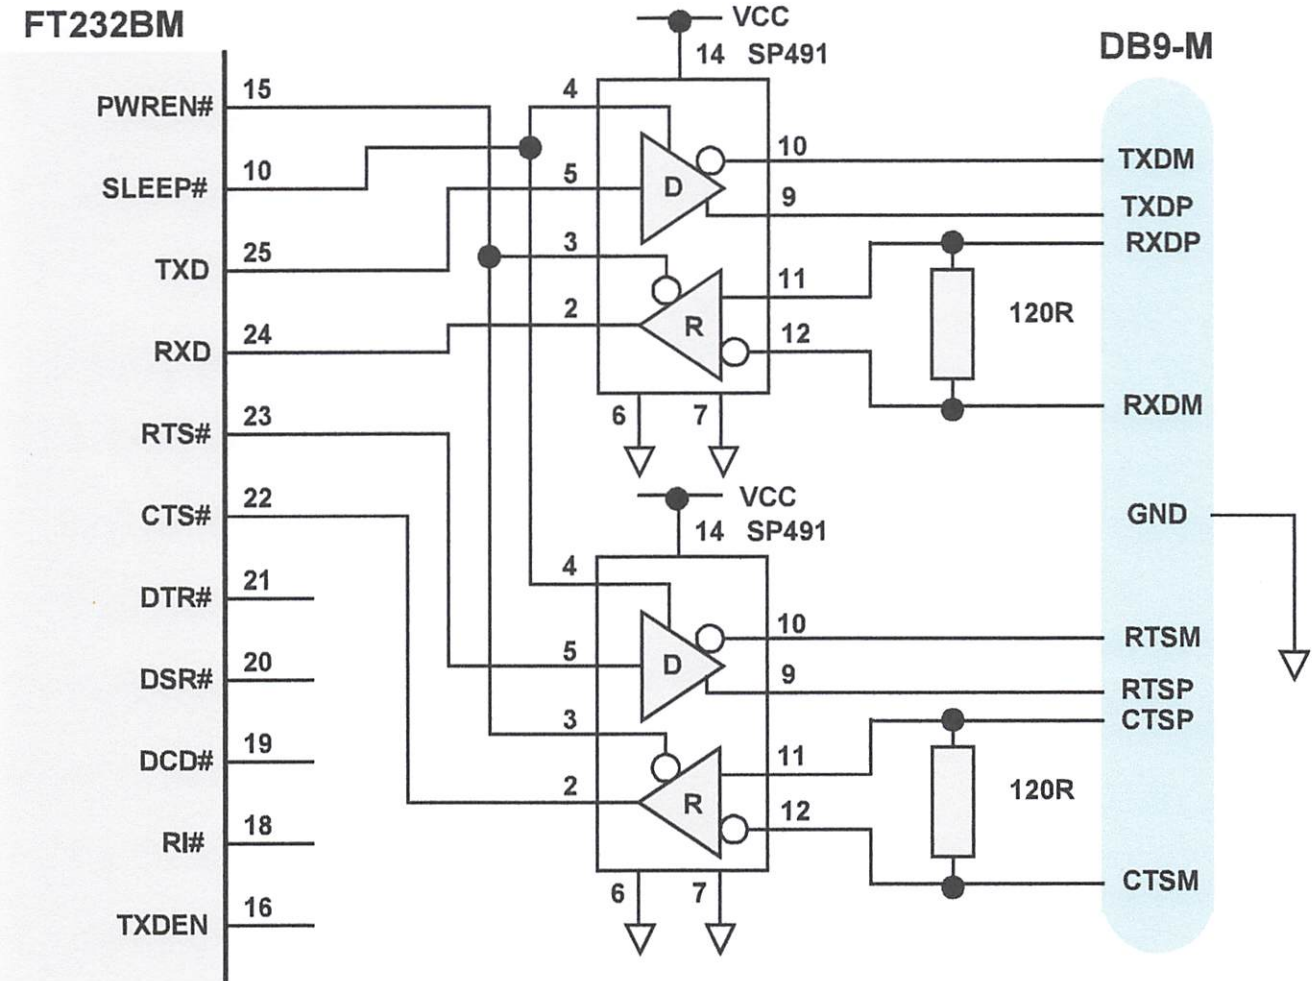 FT232BM
VCC
DB9-M
14 SP491
PWREN# 15
4
10 TXDM
SLEEP# 10
5
D
9 TXDP
3
RXDP
TXD 25
11
2
R
120R
RXD 24
12
6
7
RXDM
RTS# 23
VCC
CTS# 22
14 SP491
GND
4
DTR# 21
10 RTSM
5
D
DSR# 20
9 RTSP
3
CTSP
DCD# 19
11
2
R
120R
12
RI# 18
6
7
CTSM
TXDEN 16